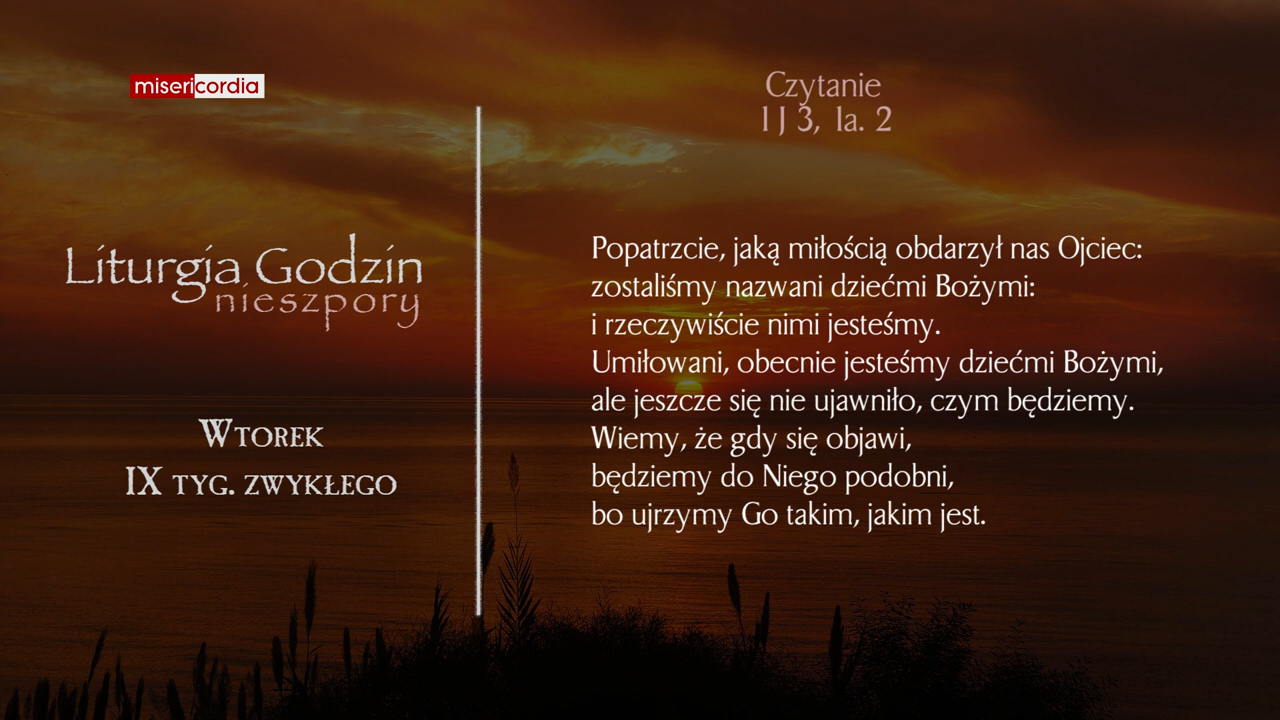 misericordia
Liturgia Godzin
nieszpory
Wtorek
IX tyg. zwykłego
Czytanie
1 J 3, 1a. 2
Popatrzcie, jaką miłością obdarzył nas Ojciec:
zostaliśmy nazwani dziećmi Bożymi:
i rzeczywiście nimi jesteśmy.
Umiłowani, obecnie jesteśmy dziećmi Bożymi,
ale jeszcze się nie ujawniło, czym będziemy.
Wiemy, że gdy się objawi,
będziemy do Niego podobni,
bo ujrzymy Go takim, jakim jest.